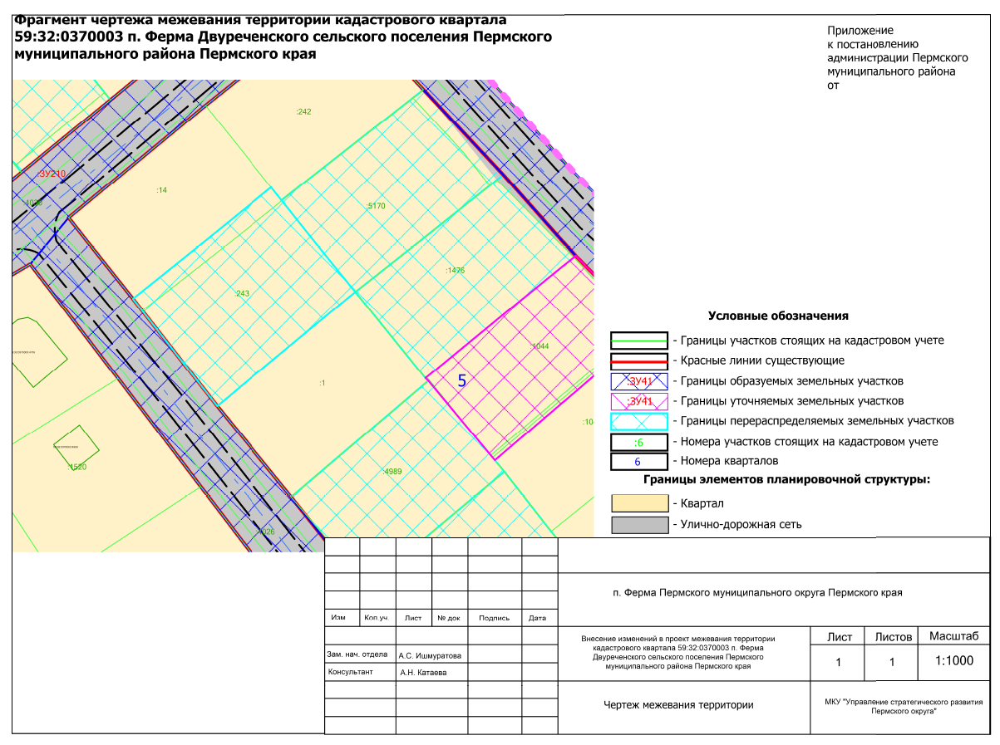 Фрагмент чертежа межевания территории кадастрового квартала
59:32:0370003 п. Ферма Двуреченского сельского поселения Пермского
муниципального района Пермского края
Приложение
к постановлению
администрации Пермского
муниципального района
от
:242
:ЗУ210
:14
:5170
:1476
:243
:1044
:1
5
:1520
4989
Условные обозначения
- Границы участков стоящих на кадастровом учете
- Красные линии существующие
:ЗУ41 - Границы образуемых земельных участков
:ЗУ41 - Границы уточняемых земельных участков
- Границы перераспределяемых земельных участков
:6 - Номера участков стоящих на кадастровом учете
6 - Номера кварталов
Границы элементов планировочной структуры:
- Квартал
- Улично-дорожная сеть
п. Ферма Пермского муниципального округа Пермского края
Изм Коп уч. Лист № док Подпись Дата
Зам. нач. отдела А.С. Ишмуратова
Консультант А.Н. Катаева
Внесение изменений в проект межевания территории
кадастрового квартала 59:32:0370003 п. Ферма
Двуреченского сельского поселения Пермского
муниципального района Пермского края
Лист Листов Масштаб
1 1 1:1000
Чертеж межевания территории
МКУ "Управление стратегического развития
Пермского округа"